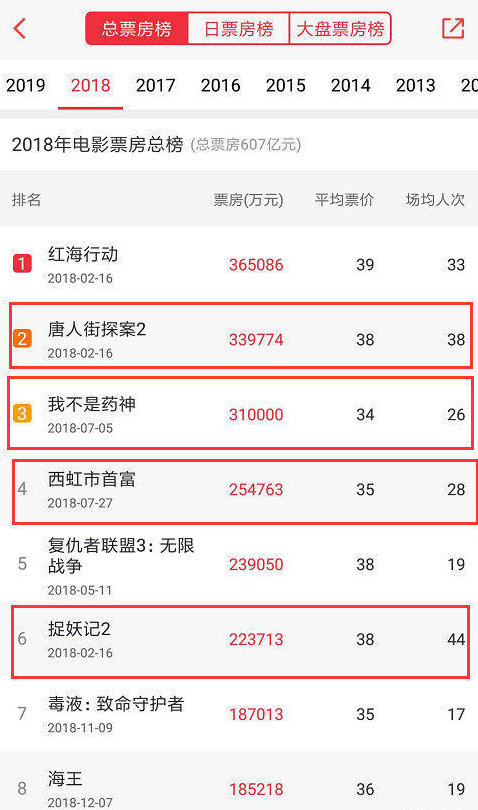 总票房榜 日票房榜 大盘票房榜
2019 2018 2017 2016 2015 2014 2013 20
2018年电影票房总榜 (总票房607亿元)
排名 票房(万元) 平均票价 场均人次
1 红海行动 365086 39 33
2018-02-16
2 唐人街探案2 339774 38 38
2018-02-16
3 我不是药神 310000 34 26
2018-07-05
4 西虹市首富 254763 35 28
2018-07-27
5 复仇者联盟3：无限
战争 239050 38 19
2018-05-11
6 捉妖记2 223713 38 44
2018-02-16
7 毒液：致命守护者 187013 35 17
2018-11-09
8 海王 185218 36 19
2018-12-07